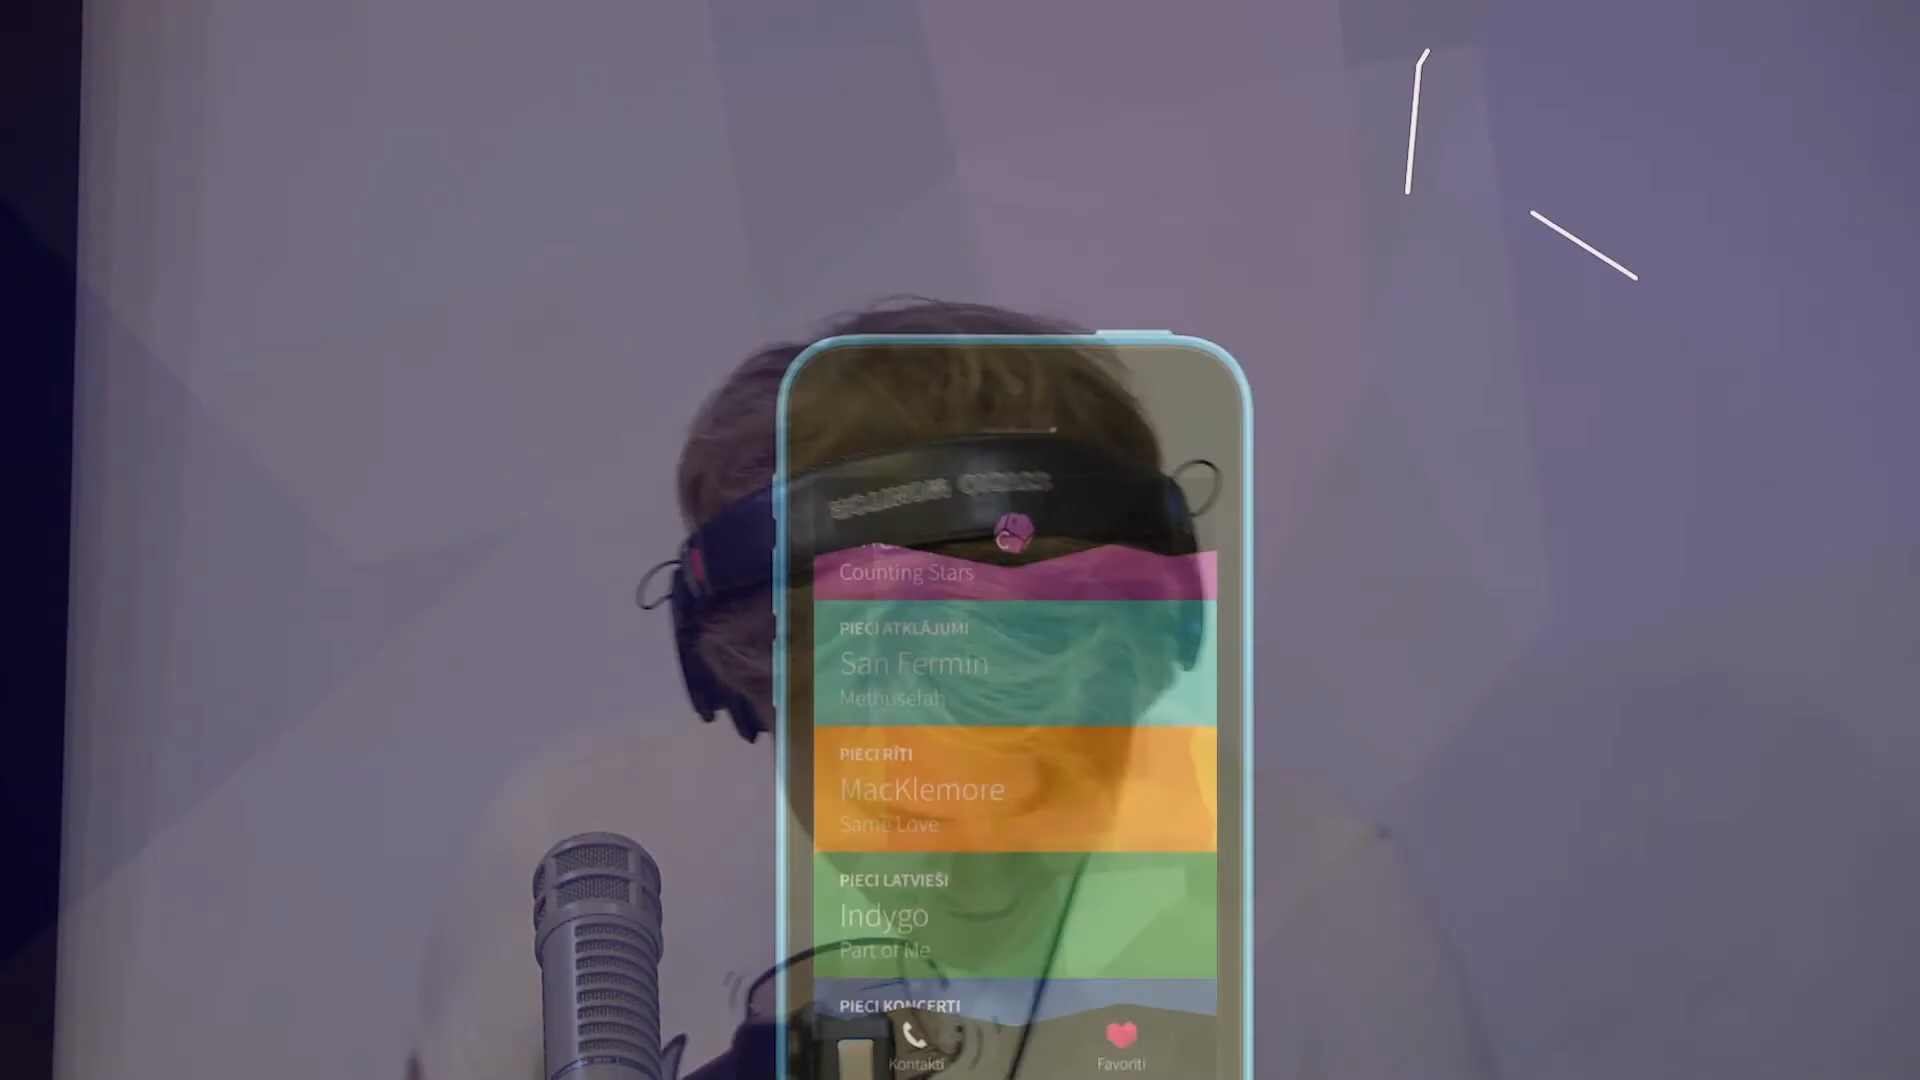 Counting Stars
PIECI ATKLĀJUMI
San Fermin
Methuselah
PIECI RĪTI
MacKlemore
Same Love
PIECI LATVIEŠI
Indygo
Part of Me
PIECI KONCERTI
Kontakti
Favorīti